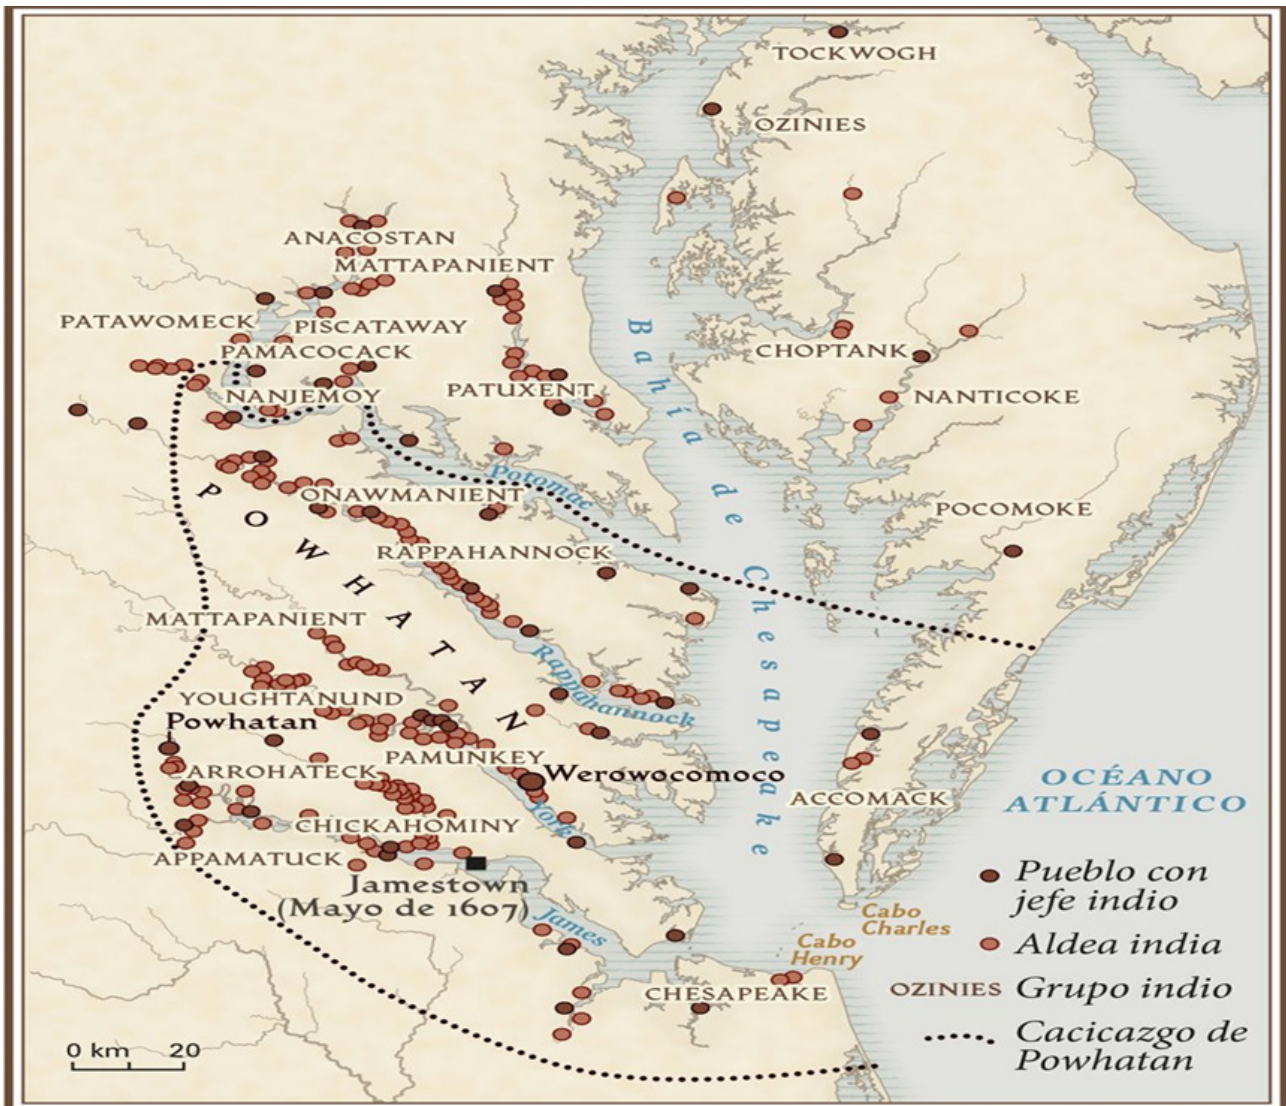 TOCKWOGH
OZINIES
ANACOSTAN
MATTAPANIENT
PATAWOMECK
PISCATAWAY
PAMACOCACK
CHOPTANK
NANJEMOY
PATUXENT
NANTICOKE
Bahía de Chesapeake
Potomac
POWHATAN
ONAWMANIENT
POCOMOKE
RAPPAHANNOCK
MATTAPANIENT
Rappahannock
YOUGHTANUND
Powhatan
PAMUNKEY
ARROHATECK
Werowocomoco
York
ACCOMACK
OCÉANO
ATLÁNTICO
CHICKAHOMINY
APPAMATUCK
Jamestown
(Mayo de 1607)
James
Cabo
Charles
Cabo
Henry
CHESAPEAKE
Pueblo con
jefe indio
Aldea india
OZINIES Grupo indio
Cacicazgo de
Powhatan
0 km 20